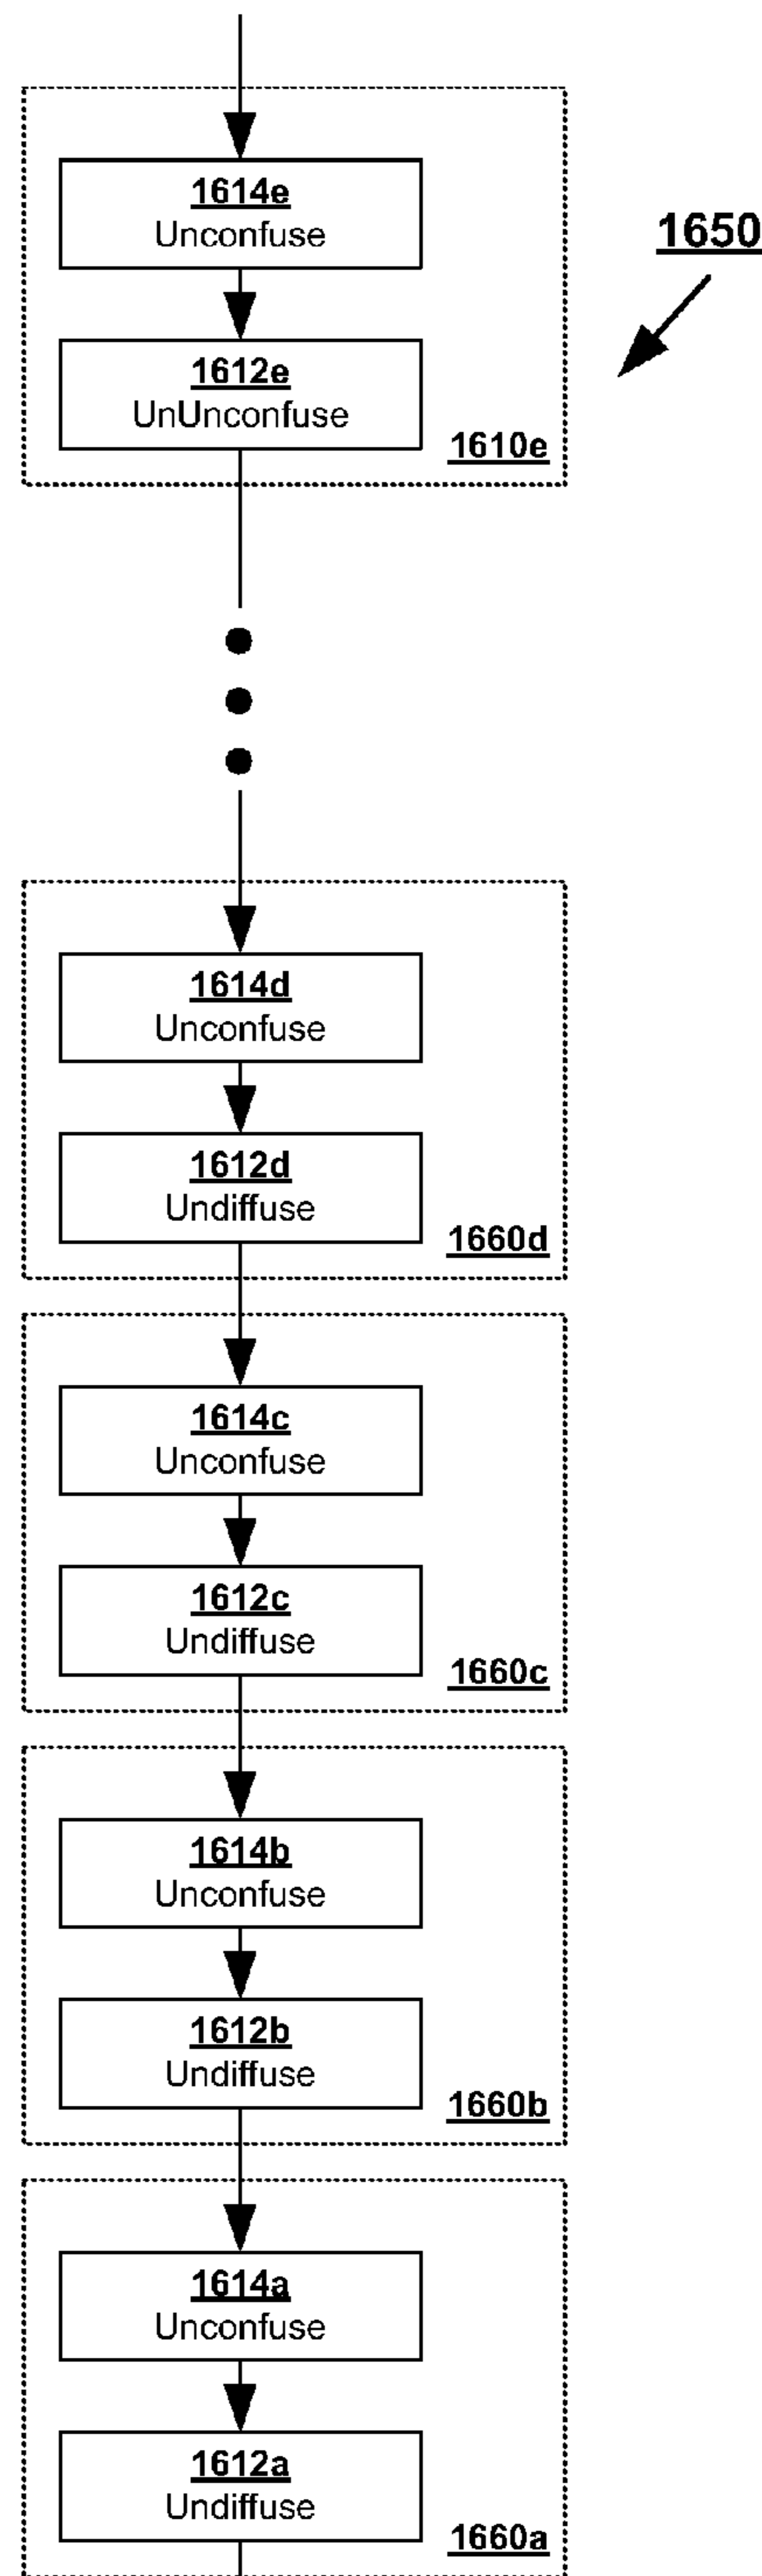 1614e
Unconfuse
1650
1612e
UnUnconfuse
1610e
1614d
Unconfuse
1612d
Undiffuse
1660d
1614c
Unconfuse
1612c
Undiffuse
1660c
1614b
Unconfuse
1612b
Undiffuse
1660b
1614a
Unconfuse
1612a
Undiffuse
1660a